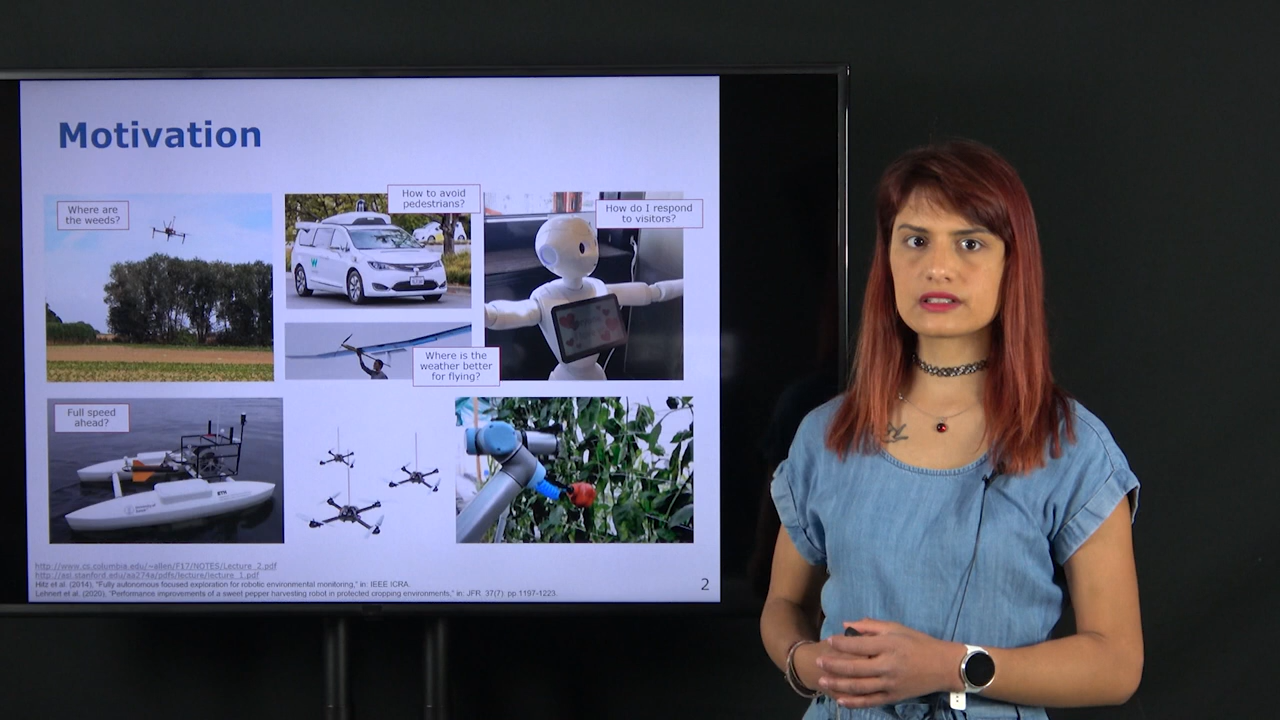 Motivation
Where are
the weeds?
How to avoid
pedestrians?
How do I respond
to visitors?
Where is the
weather better
for flying?
Full speed
ahead?
http://www.cs.columbia.edu/~allen/F17/NOTES/Lecture_2.pdf
http://asl.stanford.edu/aa274a/pdfs/lecture/lecture_1.pdf
Hitz et al. (2014), "Fully autonomous focused exploration for robotic environmental monitoring," in: IEEE ICRA.
Lehnert et al. (2020), "Performance improvements of a sweet pepper harvesting robot in protected cropping environments," in: JFR. 37(7): pp.1197-1223.
2